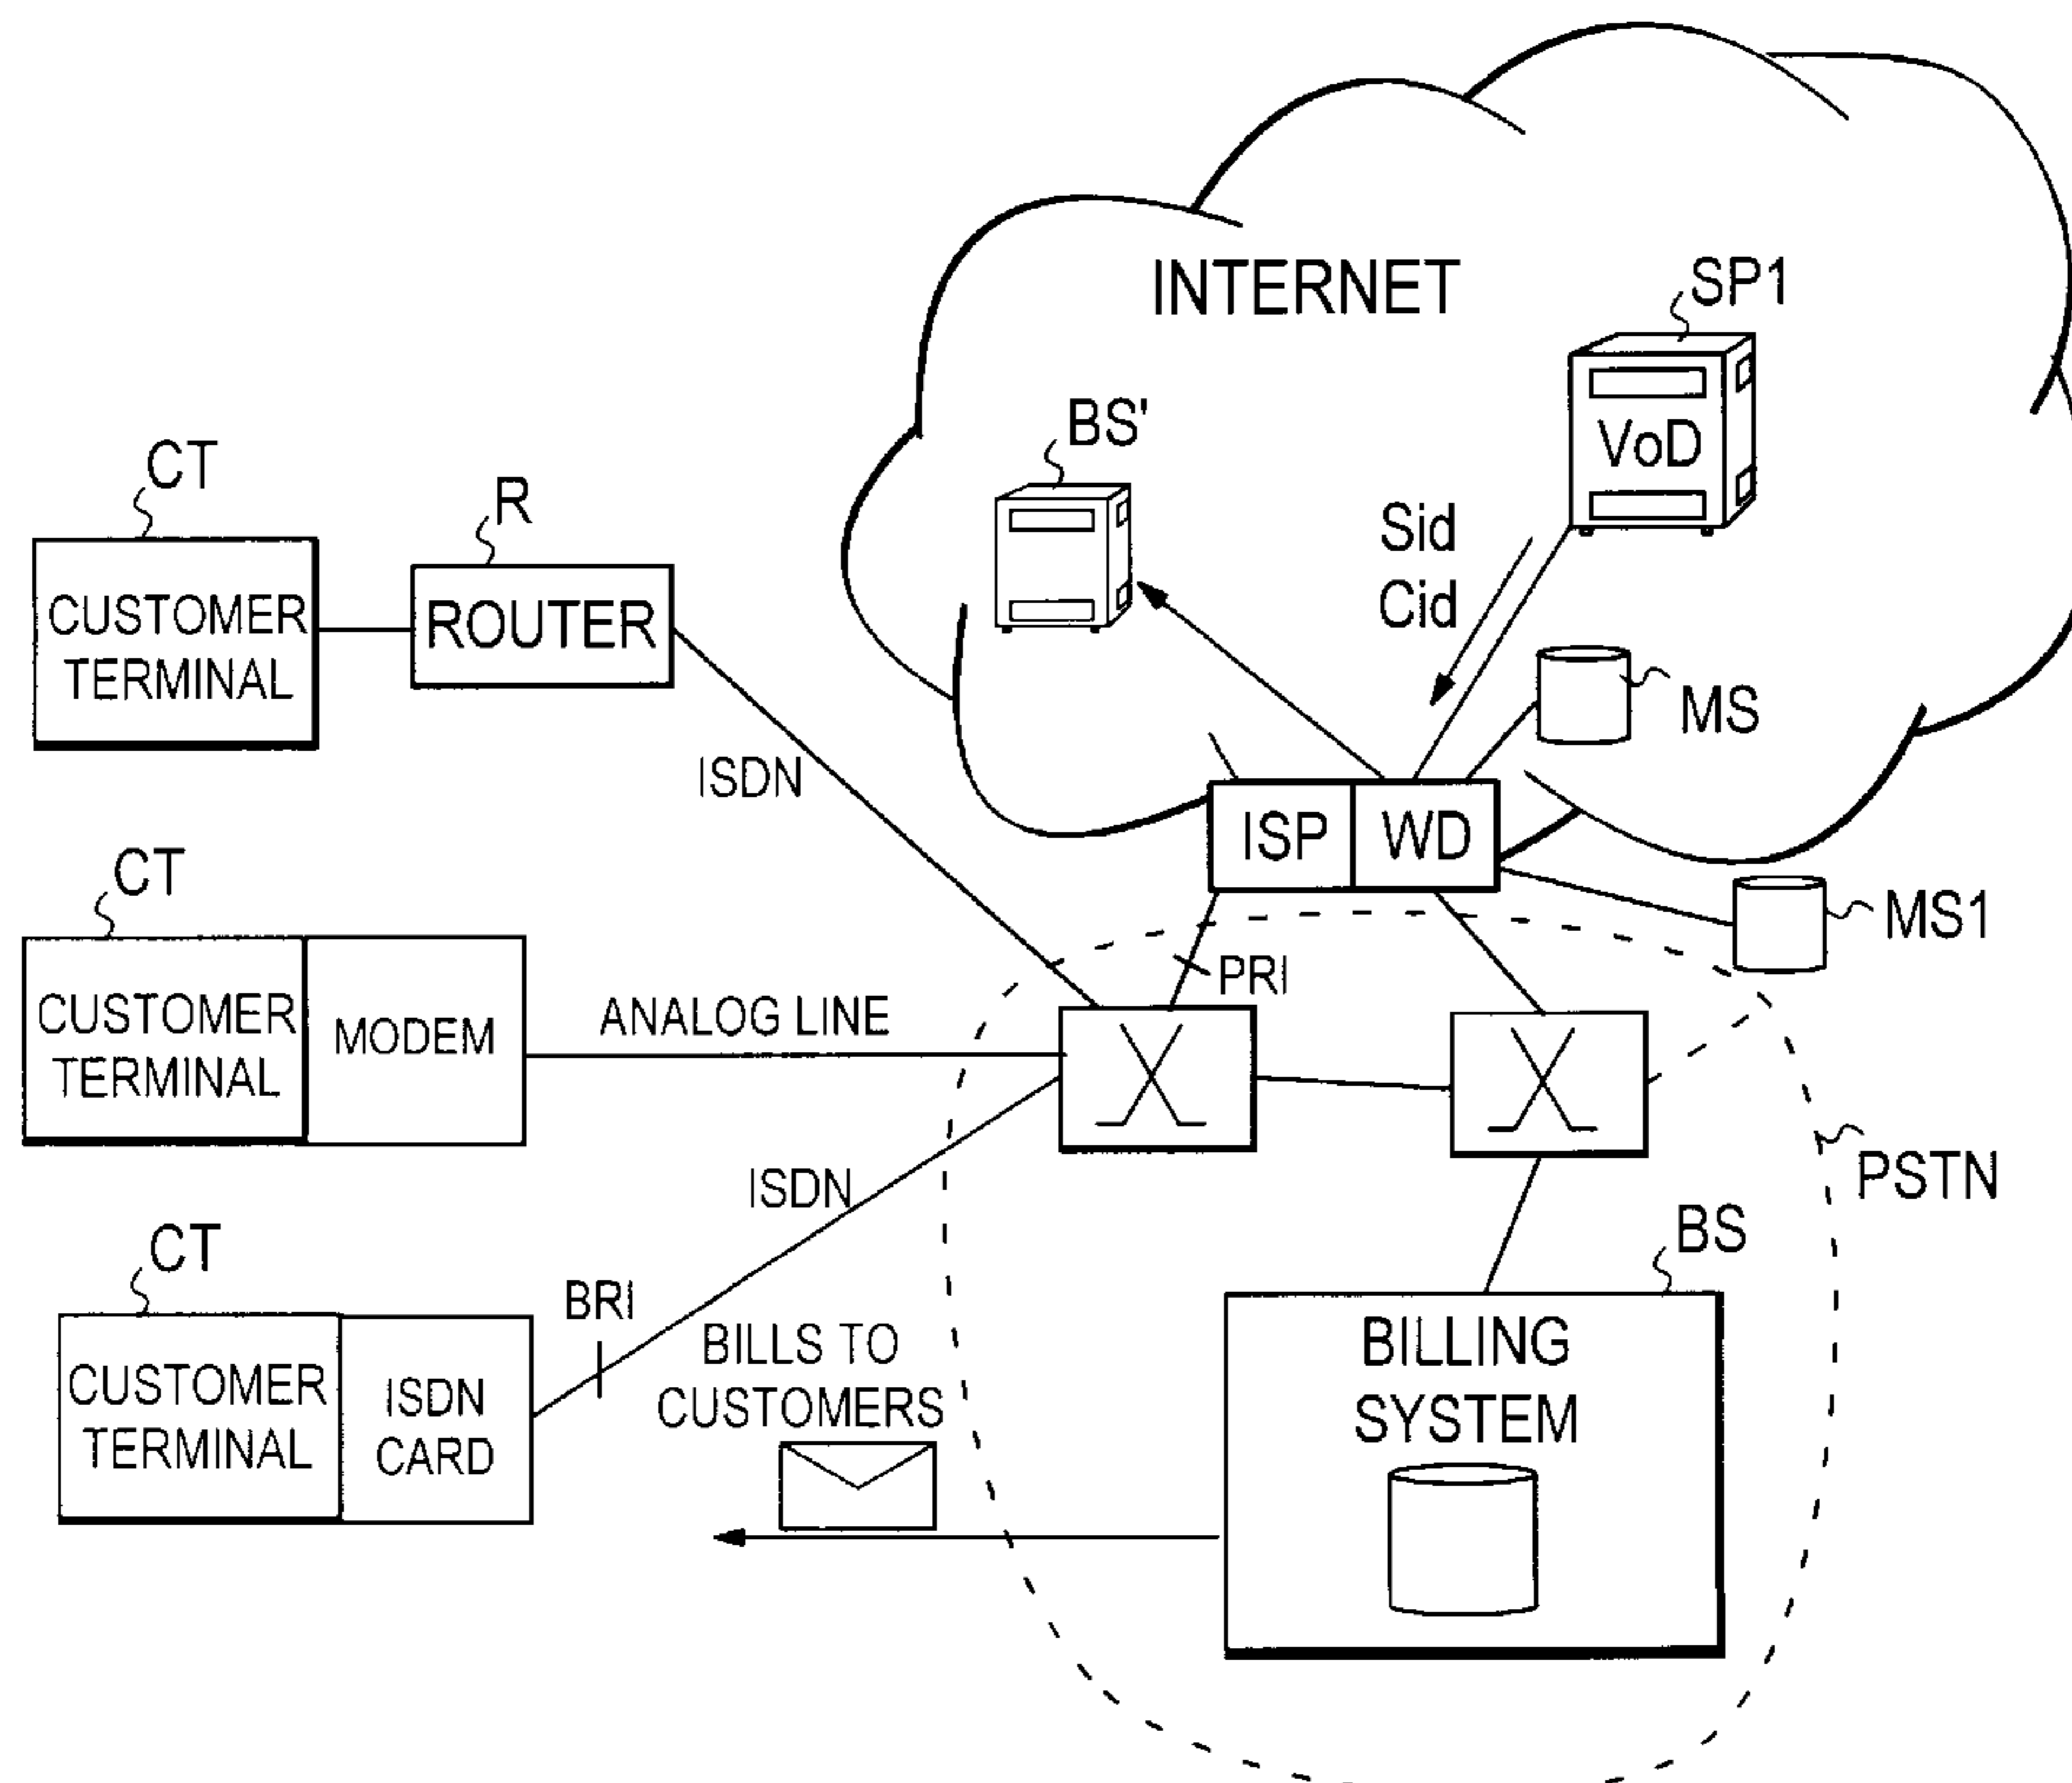 INTERNET
SP1
VoD
BS'
Sid
Cid
MS
CT
R
CUSTOMER
TERMINAL
ROUTER
ISDN
ISP
WD
MS1
CT
CUSTOMER
TERMINAL
MODEM
ANALOG LINE
PRI
PSTN
ISDN
CT
CUSTOMER
TERMINAL
ISDN
CARD
BRI
BILLS TO
CUSTOMERS
BS
BILLING
SYSTEM